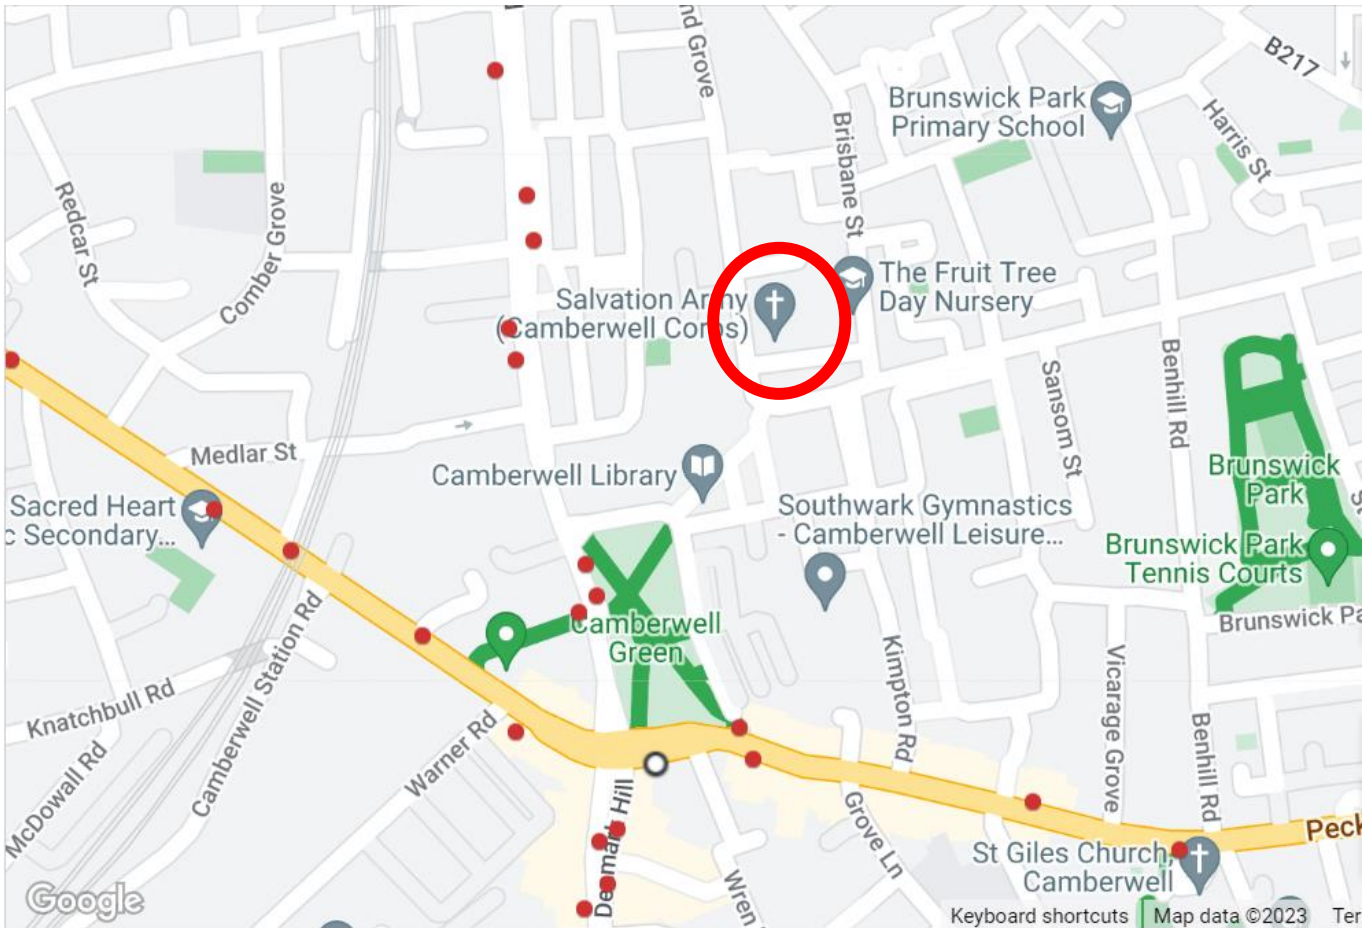 nd Grove
B217
Brunswick Park
Primary School
Harris St
Brisbane St
Redcar St
Comber Grove
The Fruit Tree
Day Nursery
Salvation Army
(Camberwell Corps)
Benhill Rd
Sansom St
Medlar St
Camberwell Library
Brunswick
Park
Sacred Heart
c Secondary...
Southwark Gymnastics
- Camberwell Leisure...
Brunswick Park
Tennis Courts
Camberwell
Green
Brunswick Pa
Camberwell Station Rd
Kimpton Rd
Vicarage Grove
Knatchbull Rd
Warner Rd
Benhill Rd
McDowall Rd
Denmark Hill
Grove Ln
Peck
St Giles Church,
Camberwell
Wren
Google
Keyboard shortcuts
Map data ©2023
Ter